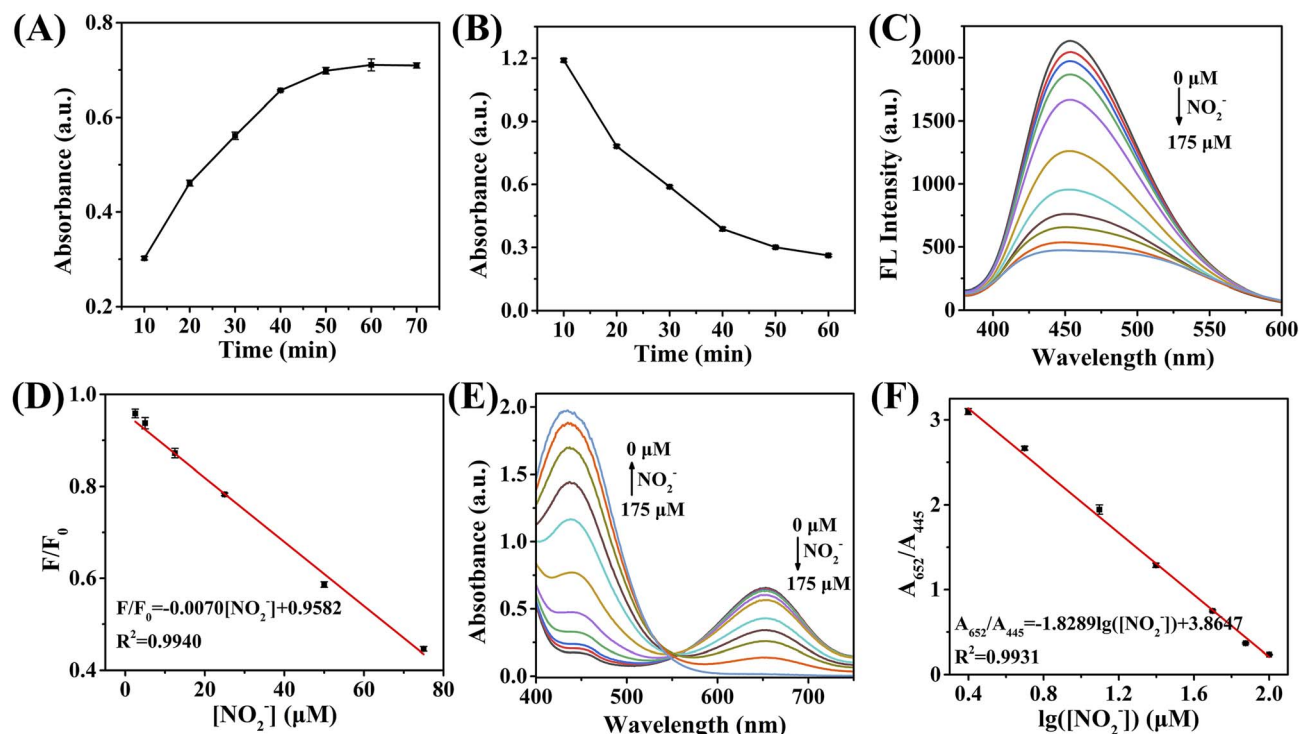 (A)
0.8
0.6
0.4
0.2
Absorbance (a.u.)
10 20 30 40 50 60 70
Time (min)
(B)
1.2
0.9
0.6
0.3
0.0
Absorbance (a.u.)
10 20 30 40 50 60
Time (min)
(C)
2000
1500
1000
500
0
FL Intensity (a.u.)
0 μM
NO₂⁻
175 μM
400 450 500 550 600
Wavelength (nm)
(D)
1.0
0.8
0.6
0.4
F/F₀
F/F₀=-0.0070[NO₂⁻]+0.9582
R²=0.9940
0 20 40 60 80
[NO₂⁻] (μM)
(E)
2.0
1.5
1.0
0.5
0.0
Absotbance (a.u.)
0 μM
NO₂⁻
175 μM
0 μM
NO₂⁻
175 μM
400 500 600 700
Wavelength (nm)
(F)
3
2
1
0
A₆₅₂/A₄₄₅
A₆₅₂/A₄₄₅=-1.8289lg([NO₂⁻])+3.8647
R²=0.9931
0.4 0.8 1.2 1.6 2.0
lg([NO₂⁻]) (μM)